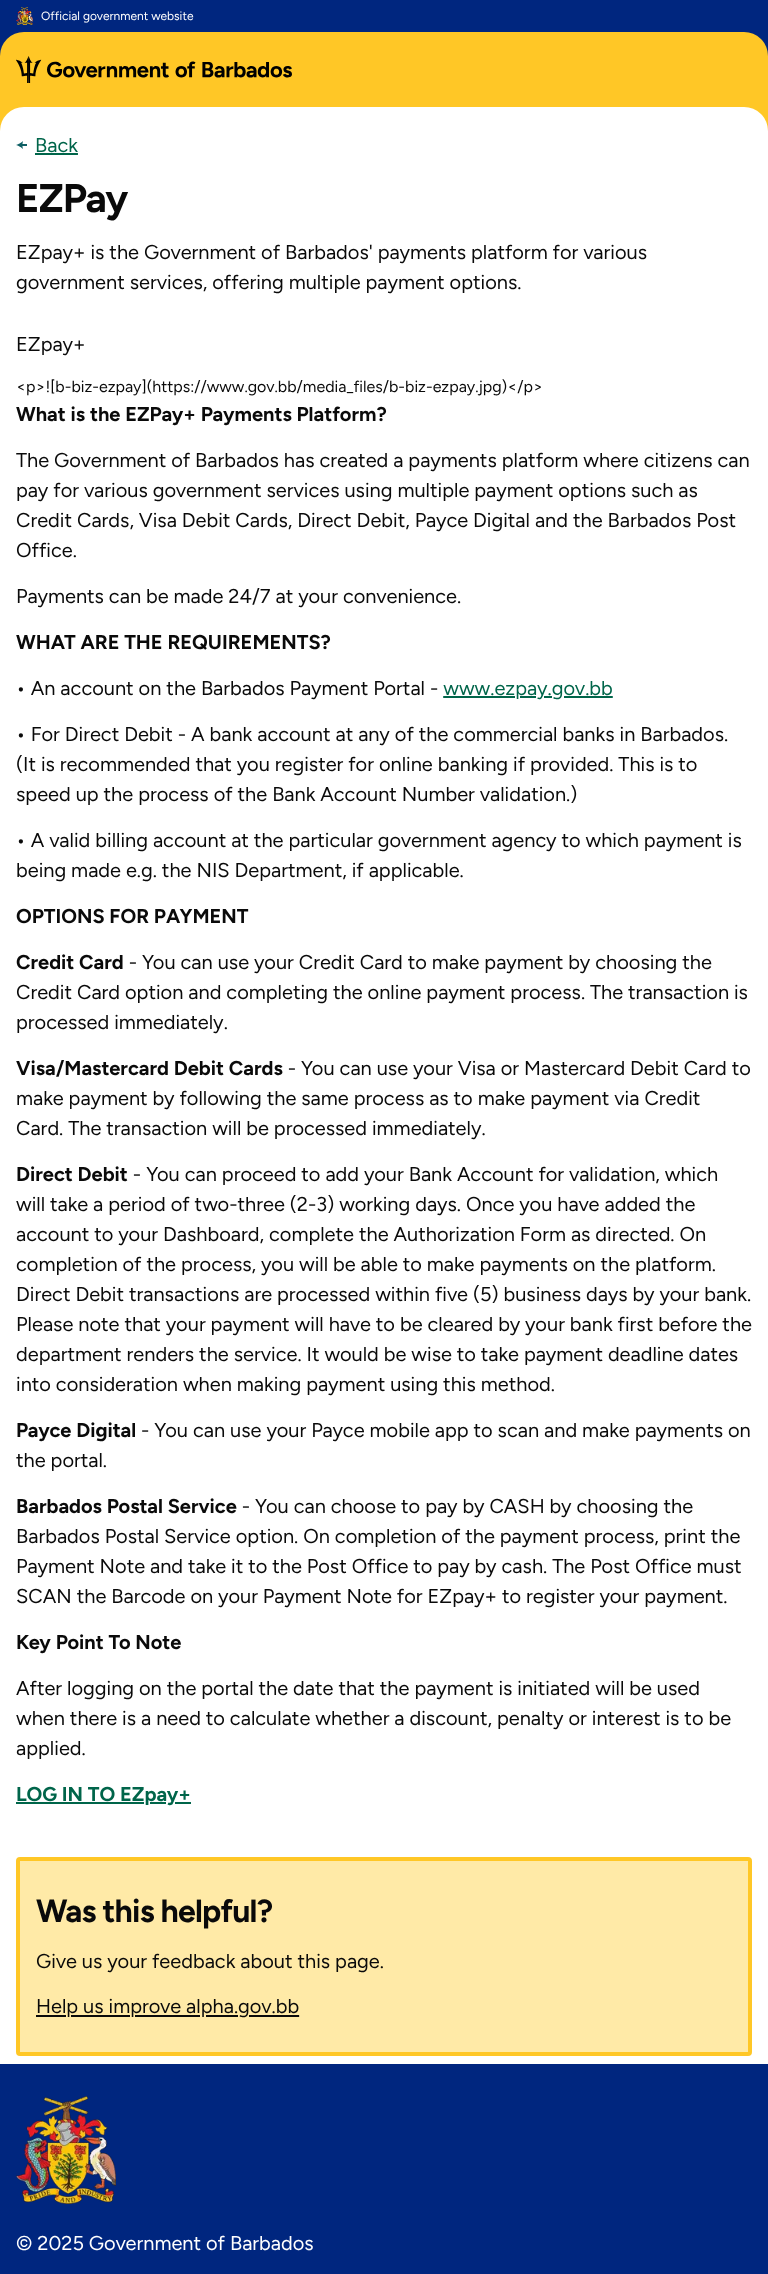 Official government website
Government of Barbados
← Back
EZPay
EZpay+ is the Government of Barbados' payments platform for various
government services, offering multiple payment options.
EZpay+
<p>![b-biz-ezpay](https://www.gov.bb/media_files/b-biz-ezpay.jpg)</p>
What is the EZPay+ Payments Platform?
The Government of Barbados has created a payments platform where citizens can
pay for various government services using multiple payment options such as
Credit Cards, Visa Debit Cards, Direct Debit, Payce Digital and the Barbados Post
Office.
Payments can be made 24/7 at your convenience.
WHAT ARE THE REQUIREMENTS?
• An account on the Barbados Payment Portal - www.ezpay.gov.bb
• For Direct Debit - A bank account at any of the commercial banks in Barbados.
(It is recommended that you register for online banking if provided. This is to
speed up the process of the Bank Account Number validation.)
• A valid billing account at the particular government agency to which payment is
being made e.g. the NIS Department, if applicable.
OPTIONS FOR PAYMENT
Credit Card - You can use your Credit Card to make payment by choosing the
Credit Card option and completing the online payment process. The transaction is
processed immediately.
Visa/Mastercard Debit Cards - You can use your Visa or Mastercard Debit Card to
make payment by following the same process as to make payment via Credit
Card. The transaction will be processed immediately.
Direct Debit - You can proceed to add your Bank Account for validation, which
will take a period of two-three (2-3) working days. Once you have added the
account to your Dashboard, complete the Authorization Form as directed. On
completion of the process, you will be able to make payments on the platform.
Direct Debit transactions are processed within five (5) business days by your bank.
Please note that your payment will have to be cleared by your bank first before the
department renders the service. It would be wise to take payment deadline dates
into consideration when making payment using this method.
Payce Digital - You can use your Payce mobile app to scan and make payments on
the portal.
Barbados Postal Service - You can choose to pay by CASH by choosing the
Barbados Postal Service option. On completion of the payment process, print the
Payment Note and take it to the Post Office to pay by cash. The Post Office must
SCAN the Barcode on your Payment Note for EZpay+ to register your payment.
Key Point To Note
After logging on the portal the date that the payment is initiated will be used
when there is a need to calculate whether a discount, penalty or interest is to be
applied.
LOG IN TO EZpay+
Was this helpful?
Give us your feedback about this page.
Help us improve alpha.gov.bb
PRIDE AND INDUSTRY
© 2025 Government of Barbados